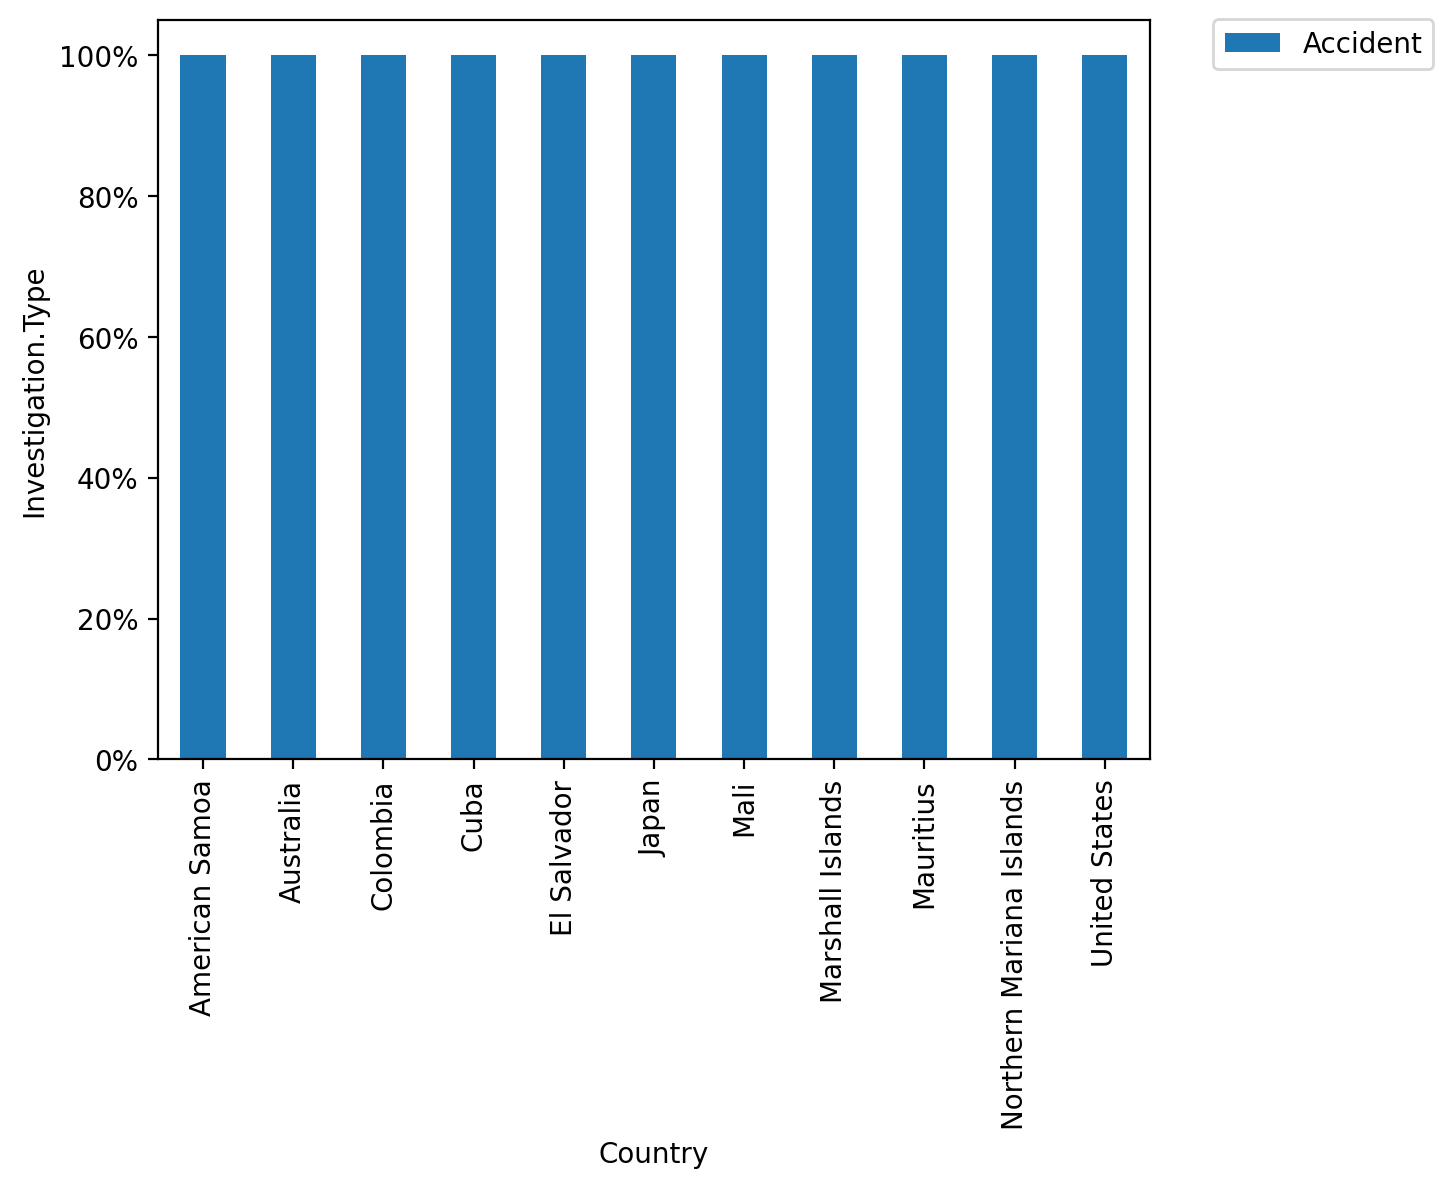 Accident
100%
80%
60%
40%
20%
0%
Investigation.Type
American Samoa
Australia
Colombia
Cuba
El Salvador
Japan
Mali
Marshall Islands
Mauritius
Northern Mariana Islands
United States
Country